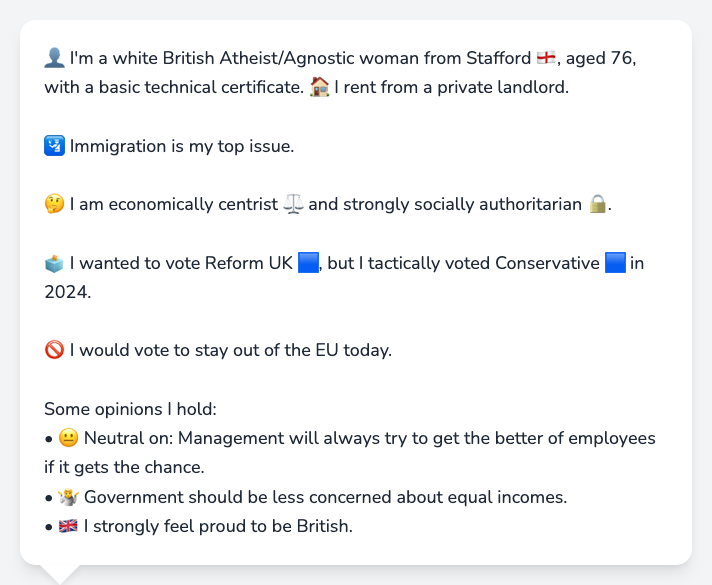 👤 I'm a white British Atheist/Agnostic woman from Stafford 🏴󠁧󠁢󠁥󠁮󠁧󠁿, aged 76,
with a basic technical certificate. 🏠 I rent from a private landlord.
🛂 Immigration is my top issue.
🤔 I am economically centrist ⚖️ and strongly socially authoritarian 🔒.
🗳️ I wanted to vote Reform UK 🟦, but I tactically voted Conservative 🟦 in
2024.
🚫 I would vote to stay out of the EU today.
Some opinions I hold:
• 😐 Neutral on: Management will always try to get the better of employees
if it gets the chance.
• 🤷 Government should be less concerned about equal incomes.
• 🇬🇧 I strongly feel proud to be British.